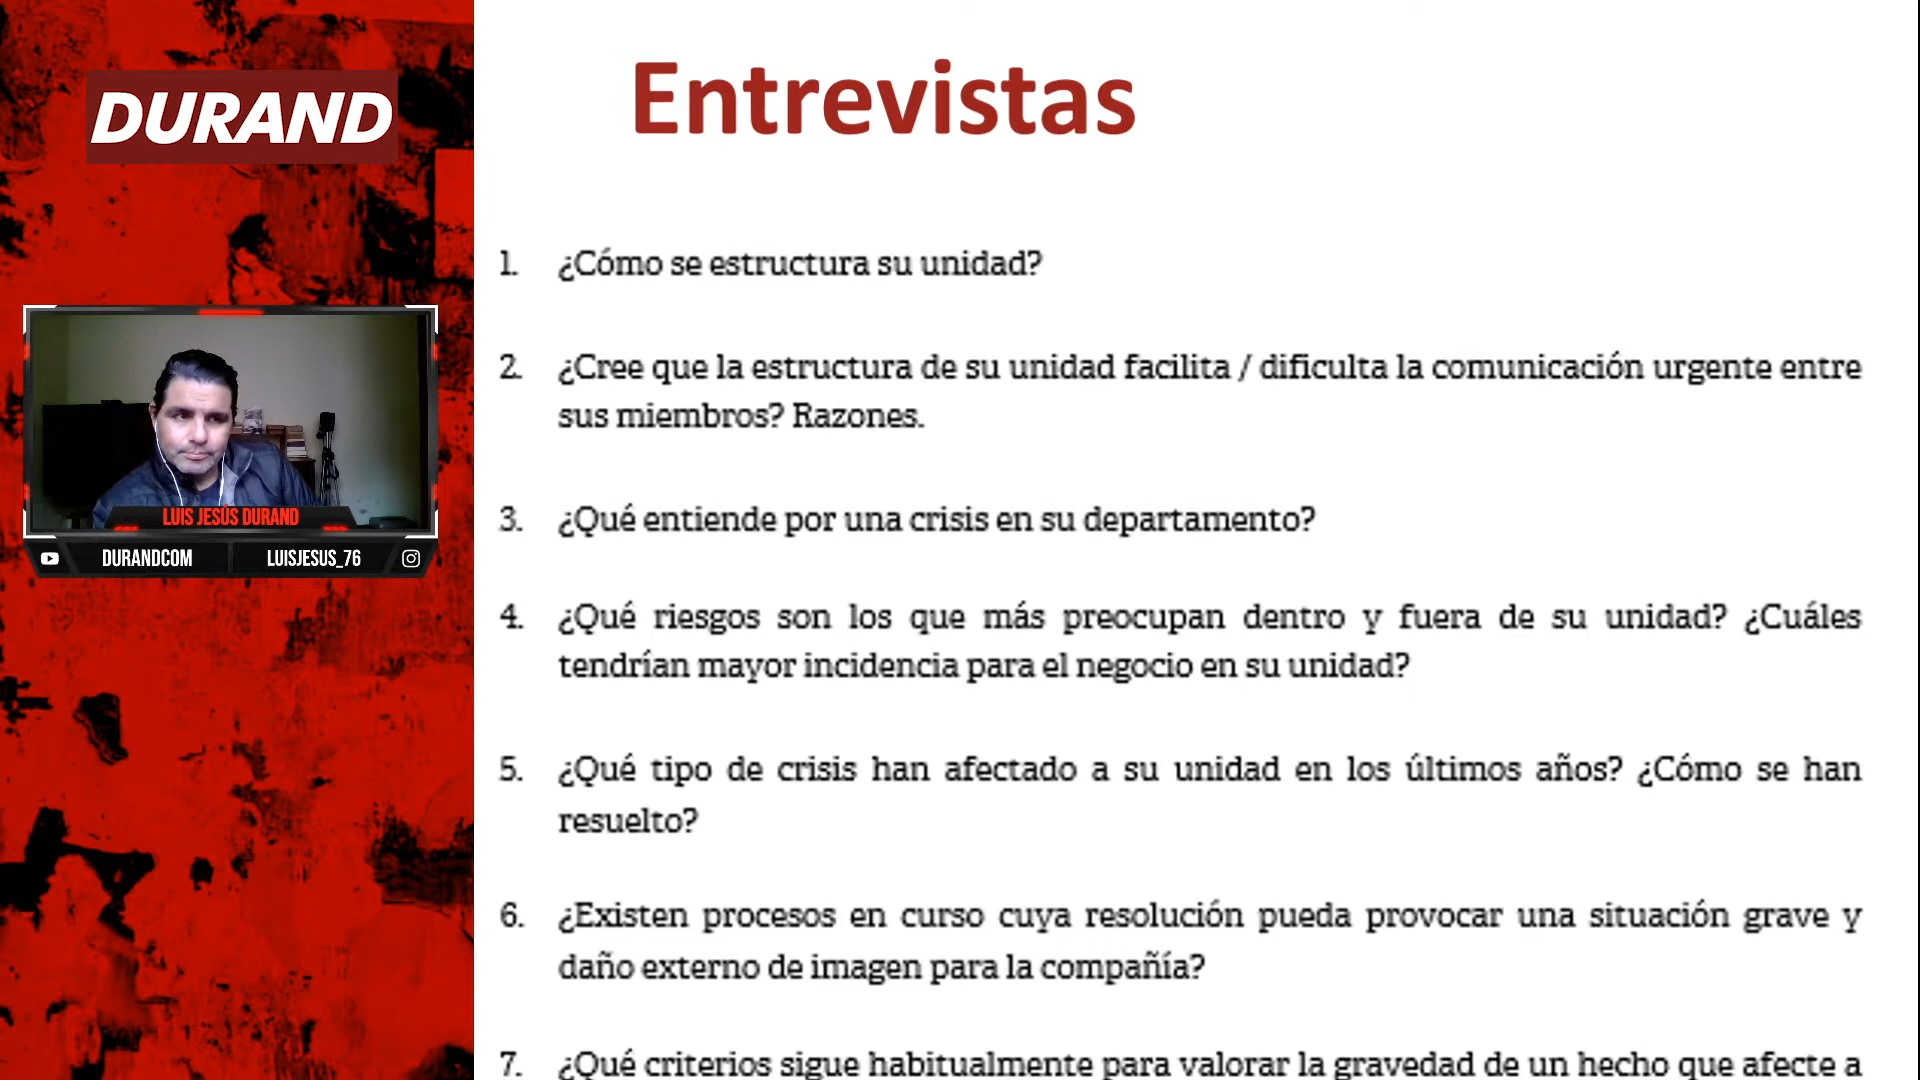 DURAND
LUIS JESÚS DURAND
DURANDCOM
LUISJESUS_76
Entrevistas
1. ¿Cómo se estructura su unidad?
2. ¿Cree que la estructura de su unidad facilita / dificulta la comunicación urgente entre
sus miembros? Razones.
3. ¿Qué entiende por una crisis en su departamento?
4. ¿Qué riesgos son los que más preocupan dentro y fuera de su unidad? ¿Cuáles
tendrían mayor incidencia para el negocio en su unidad?
5. ¿Qué tipo de crisis han afectado a su unidad en los últimos años? ¿Cómo se han
resuelto?
6. ¿Existen procesos en curso cuya resolución pueda provocar una situación grave y
daño externo de imagen para la compañía?
7. ¿Qué criterios sigue habitualmente para valorar la gravedad de un hecho que afecte a